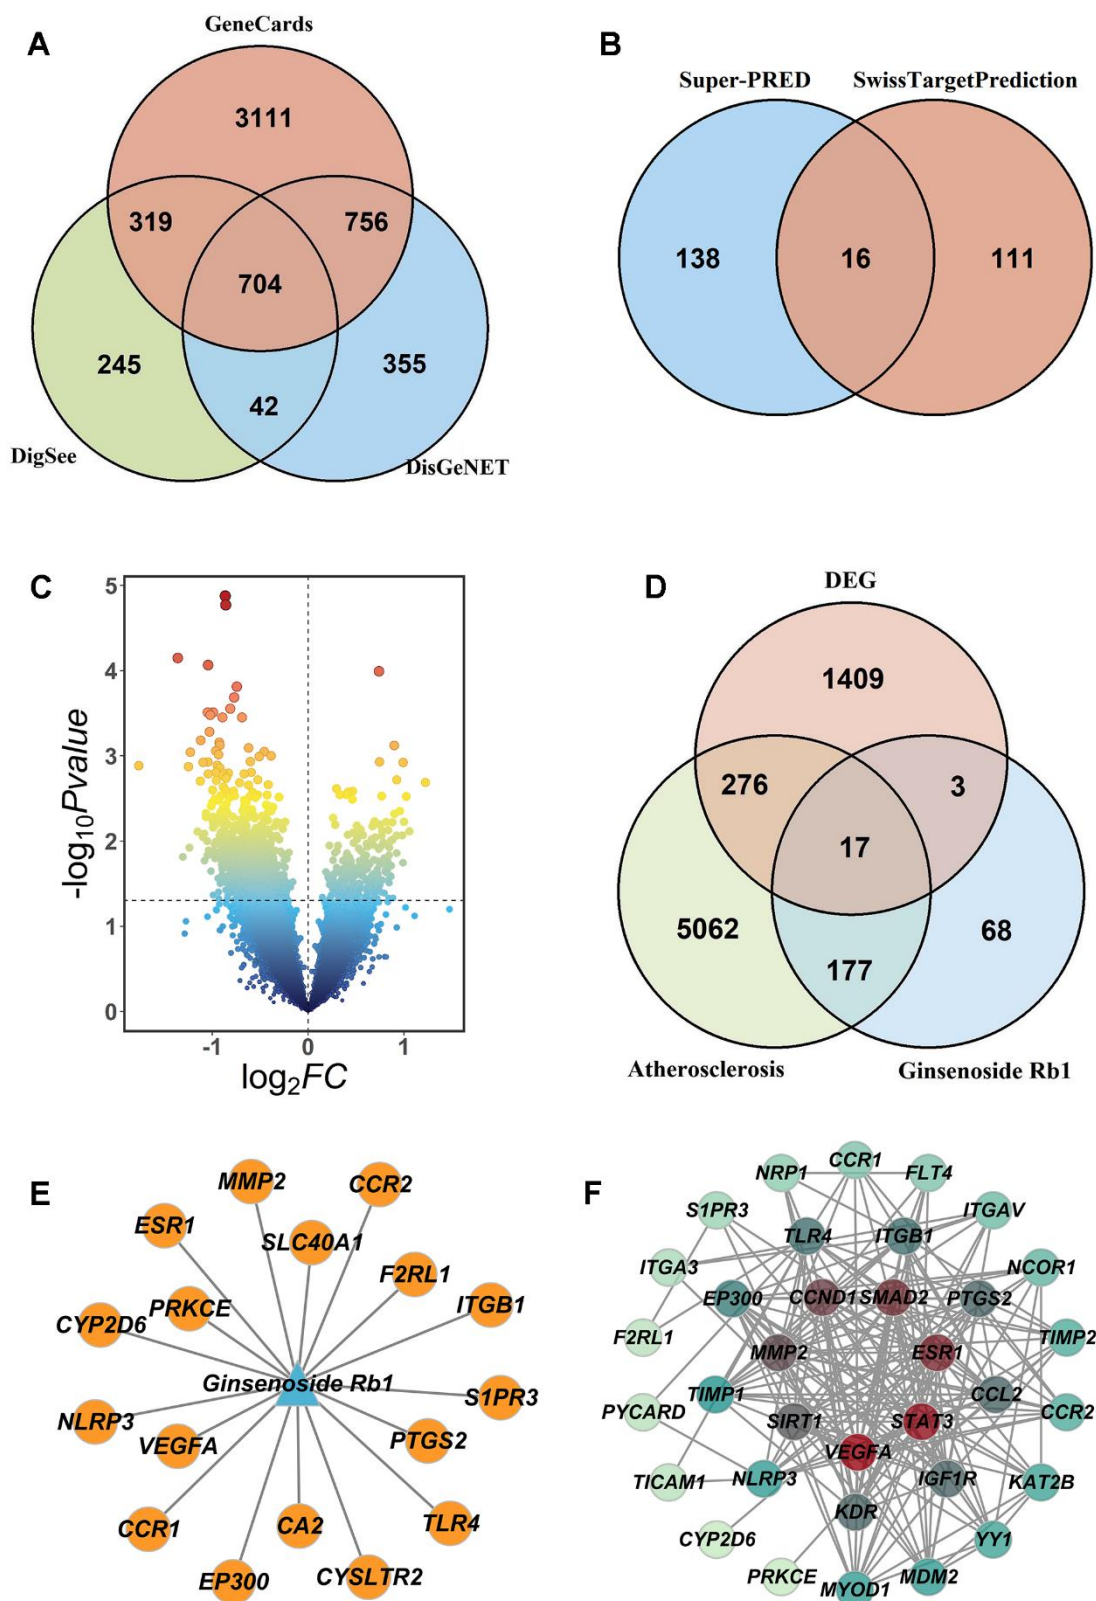 A
GeneCards
3111
319
756
704
245
42
355
DigSee
DisGeNET
B
Super-PRED
SwissTargetPrediction
138
16
111
C
5
4
3
2
1
0
-log10Pvalue
-1
0
1
log2FC
D
DEG
1409
276
3
17
5062
177
68
Atherosclerosis
Ginsenoside Rb1
E
MMP2
CCR2
ESR1
SLC40A1
F2RL1
PRKCE
ITGB1
CYP2D6
Ginsenoside Rb1
S1PR3
NLRP3
VEGFA
PTGS2
CCR1
CA2
TLR4
EP300
CYSLTR2
F
CCR1
NRP1
FLT4
S1PR3
ITGAV
TLR4
ITGB1
ITGA3
NCOR1
EP300
CCND1
SMAD2
PTGS2
F2RL1
TIMP2
MMP2
ESR1
TIMP1
CCL2
PYCARD
SIRT1
STAT3
CCR2
VEGFA
TICAM1
NLRP3
IGF1R
KAT2B
KDR
CYP2D6
YY1
PRKCE
MYOD1
MDM2